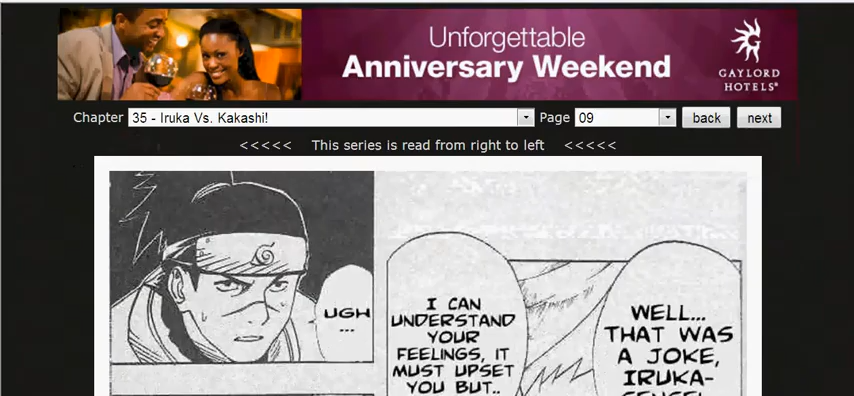 Unforgettable
Anniversary Weekend
GAYLORD
HOTELS®
Chapter 35 - Iruka Vs. Kakashi! Page 09 back next
<<<<< This series is read from right to left <<<<<
WELL...
THAT WAS
A JOKE,
IRUKA-
SENSEI
I CAN
UNDERSTAND
YOUR
FEELINGS, IT
MUST UPSET
YOU BUT..
UGH
...